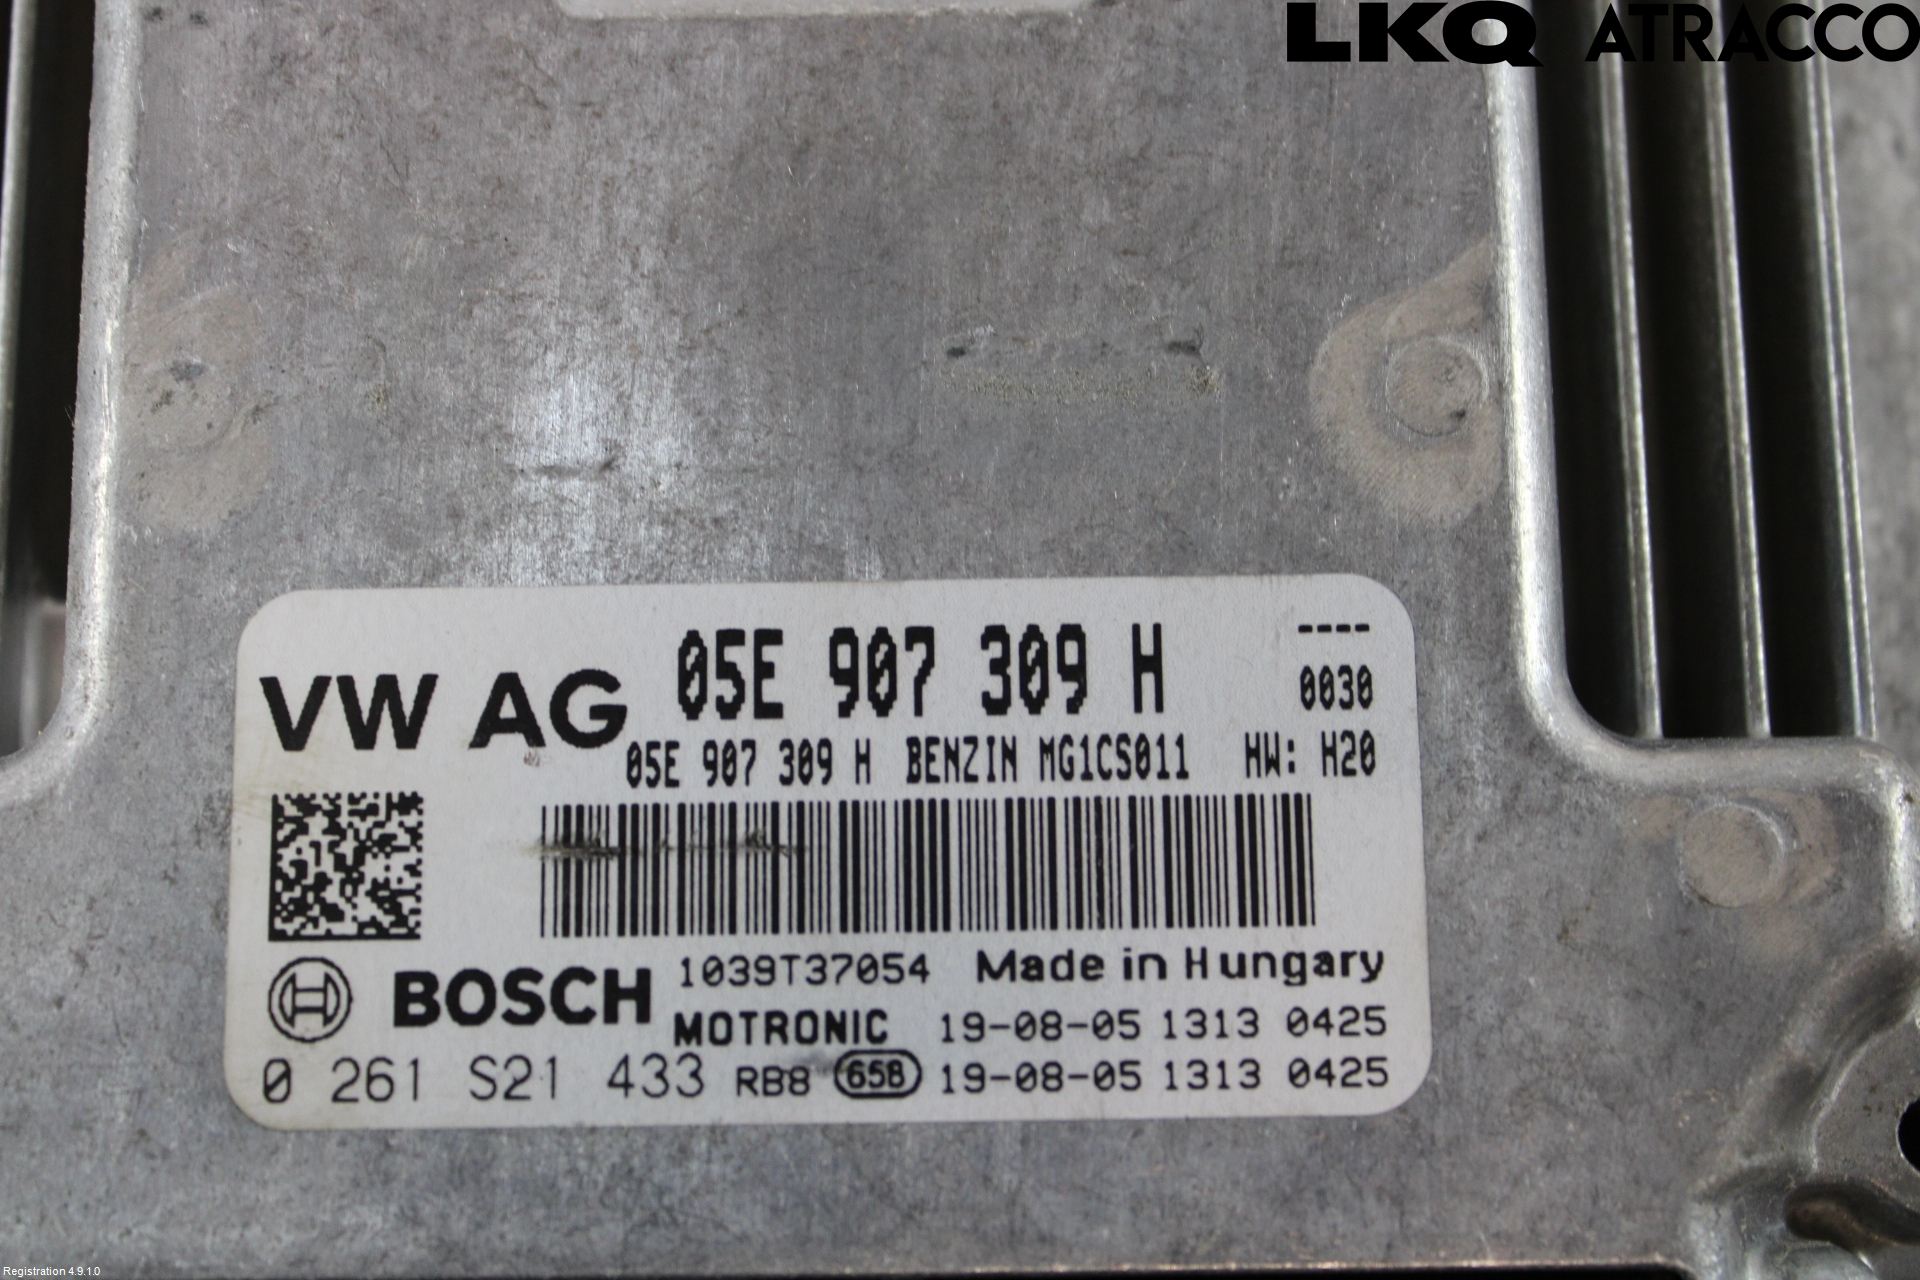 LKQ ATRACCO
VW AG 05E 907 309 H ----
0030
05E 907 309 H BENZIN MG1CS011 HW: H20
BOSCH 1039T37054 Made in Hungary
MOTRONIC 19-08-05 1313 0425
0 261 S21 433 RB8 658 19-08-05 1313 0425
Registration 4.9.1.0